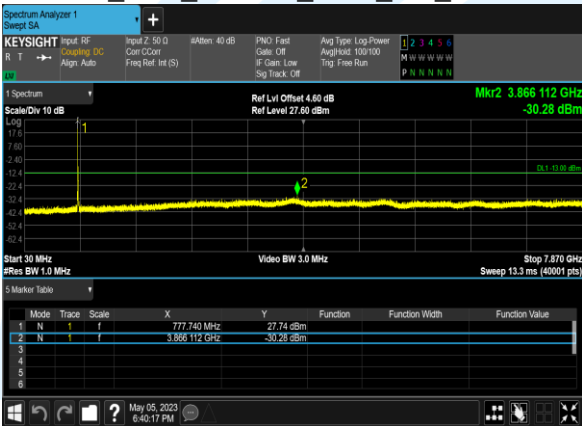 Spectrum Analyzer 1
Swept SA
+
KEYSIGHT Input: RF Input Z: 50 Ω #Atten: 40 dB PNO: Fast Avg Type: Log-Power 1 2 3 4 5 6
R T Coupling: DC Corr CCorr Gate: Off Avg|Hold: 100/100 M W W W W W
Align: Auto Freq Ref: Int (S) IF Gain: Low Trig: Free Run
LV Sig Track: Off P N N N N N
1 Spectrum Ref Lvl Offset 4.60 dB Mkr2 3.866 112 GHz
Scale/Div 10 dB Ref Level 27.60 dBm -30.28 dBm
Log
17.6 1
7.60
-2.40
-12.4 DL1 -13.00 dBm
-22.4 2
-32.4
-42.4
-52.4
-62.4
Start 30 MHz Video BW 3.0 MHz Stop 7.870 GHz
#Res BW 1.0 MHz Sweep 13.3 ms (40001 pts)
5 Marker Table
Mode Trace Scale X Y Function Function Width Function Value
1 N 1 f 777.740 MHz 27.74 dBm
2 N 1 f 3.866 112 GHz -30.28 dBm
3
4
5
6
? May 05, 2023
6:40:17 PM